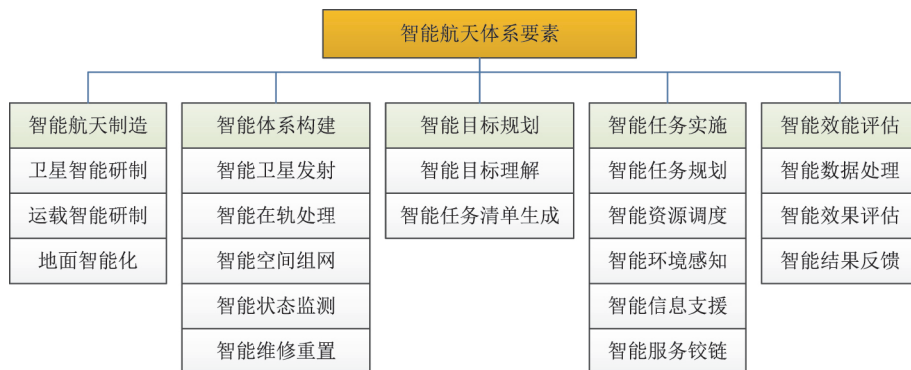 智能航天体系要素
智能航天制造
卫星智能研制
运载智能研制
地面智能化
智能体系构建
智能卫星发射
智能在轨处理
智能空间组网
智能状态监测
智能维修重置
智能目标规划
智能目标理解
智能任务清单生成
智能任务实施
智能任务规划
智能资源调度
智能环境感知
智能信息支援
智能服务铰链
智能效能评估
智能数据处理
智能效果评估
智能结果反馈